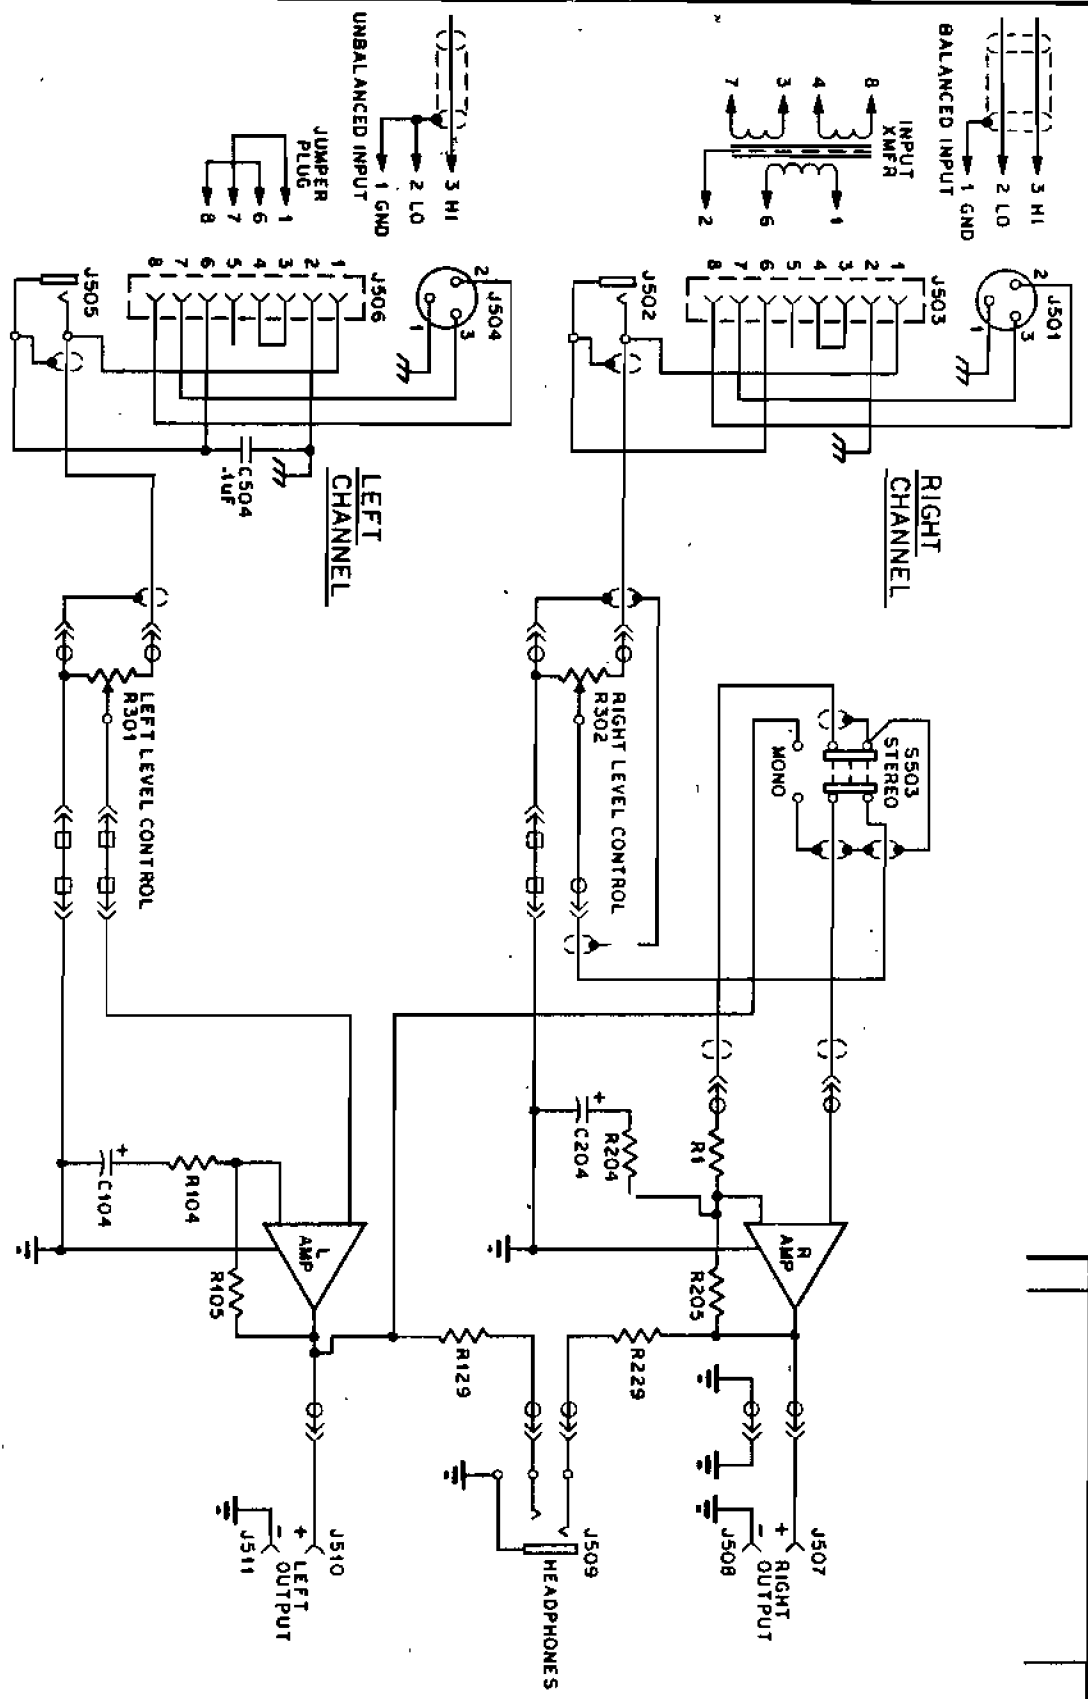 BALANCED INPUT
3 HI
2 LO
1 GND
INPUT
XMFR
8
4
3
7
1
6
2
UNBALANCED INPUT
3 HI
2 LO
1 GND
JUMPER
PLUG
1
6
7
8
J501
2
3
1
J503
1
2
3
4
5
6
7
8
J502
J504
2
3
1
J506
1
2
3
4
5
6
7
8
J505
C504
.1uF
RIGHT
CHANNEL
LEFT
CHANNEL
S503
STEREO
MONO
RIGHT LEVEL CONTROL
R302
LEFT LEVEL CONTROL
R301
R1
R204
+
C204
R104
+
C104
R
AMP
L
AMP
R205
R105
R229
R129
J507
+ RIGHT
- OUTPUT
J508
J509
HEADPHONES
J510
+ LEFT
- OUTPUT
J511